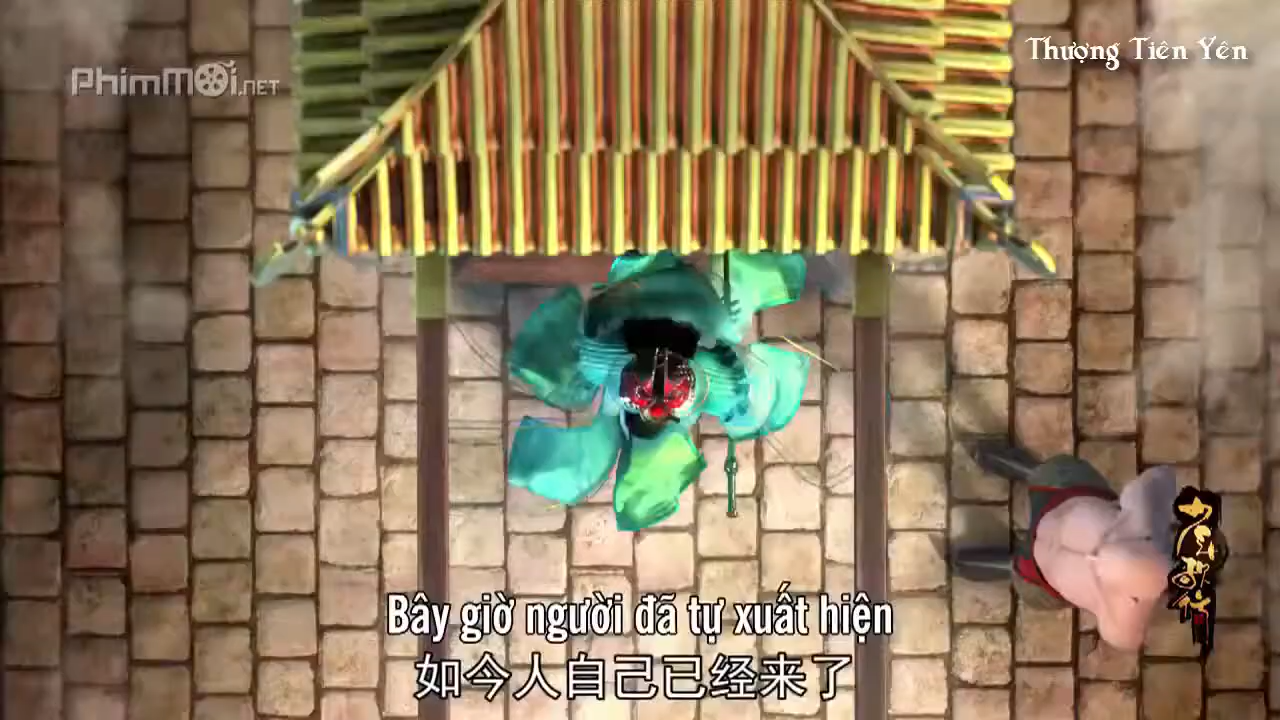 PhimMỡi.NET
Thượng Tiên Yên
Bây giờ người đã tự xuất hiện
如今人自己已经来了